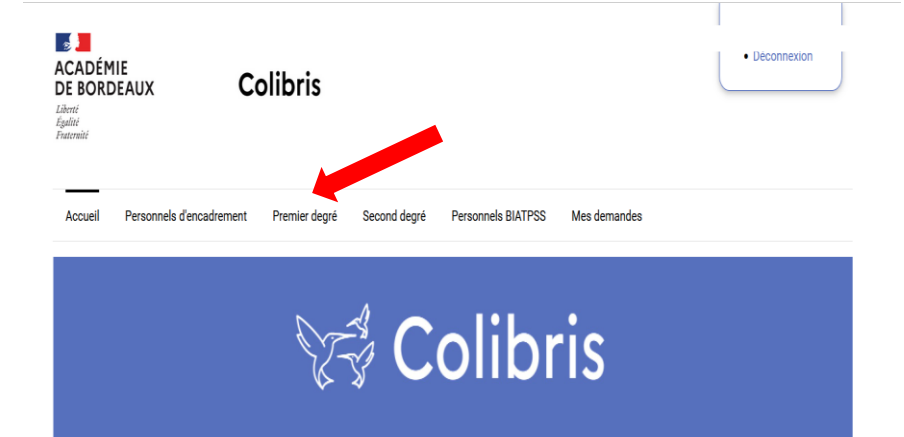 ACADÉMIE
DE BORDEAUX
Liberté
Égalité
Fraternité
Colibris
• Déconnexion
Accueil Personnels d'encadrement Premier degré Second degré Personnels BIATPSS Mes demandes
Colibris